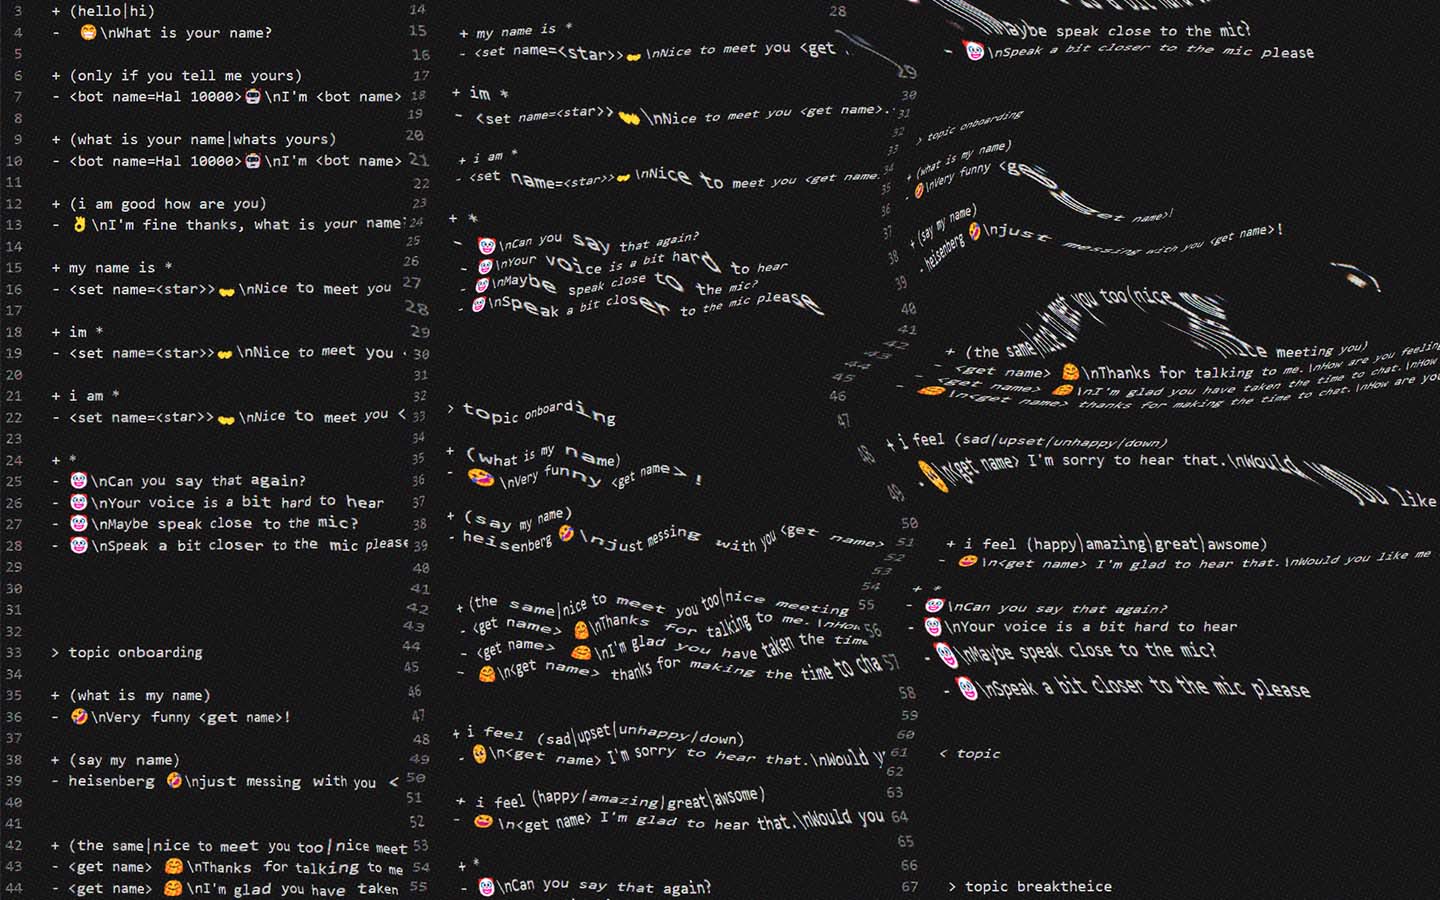 3 + (hello|hi)
4 - 😁\nWhat is your name?
5
6 + (only if you tell me yours)
7 - <bot name=Hal 10000>🤖\nI'm <bot name>
8
9 + (what is your name|whats yours)
10 - <bot name=Hal 10000>🤖\nI'm <bot name>
11
12 + (i am good how are you)
13 - 👌\nI'm fine thanks, what is your name
14
15 + my name is *
16 - <set name=<star>>🤝\nNice to meet you
17
18 + im *
19 - <set name=<star>>🤝\nNice to meet you
20
21 + i am *
22 - <set name=<star>>🤝\nNice to meet you <
23
24 + *
25 - 🤡\nCan you say that again?
26 - 🤡\nYour voice is a bit hard to hear
27 - 🤡\nMaybe speak close to the mic?
28 - 🤡\nSpeak a bit closer to the mic please
29
30
31
32
33 > topic onboarding
34
35 + (what is my name)
36 - 🤣\nVery funny <get name>!
37
38 + (say my name)
39 - heisenberg 🤣\njust messing with you <
40
41
42 + (the same|nice to meet you too|nice meet
43 - <get name> 🤗\nThanks for talking to me
44 - <get name> 🤗\nI'm glad you have taken
14
15 + my name is *
16 - <set name=<star>>🤝\nNice to meet you <get
17
18 + im *
19 - <set name=<star>>🤝\nNice to meet you <get name>.
20
21 + i am *
22 - <set name=<star>>🤝\nNice to meet you <get name.
23
24 + *
25 - 🤡\nCan you say that again?
26 - 🤡\nYour voice is a bit hard to hear
27 - 🤡\nMaybe speak close to the mic?
28 - 🤡\nSpeak a bit closer to the mic please
29
30
31
32
33 > topic onboarding
34
35 + (what is my name)
36 - 🤣\nVery funny <get name>!
37
38 + (say my name)
39 - heisenberg 🤣\njust messing with you <get name>
40
41
42 + (the same|nice to meet you too|nice meeting
43 - <get name> 🤗\nThanks for talking to me. \nHow
44 - <get name> 🤗\nI'm glad you have taken the time
45 - 🤗\n<get name> thanks for making the time to cha
46
47
48 + i feel (sad|upset|unhappy|down)
49 - 🥺\n<get name> I'm sorry to hear that.\nWould y
50
51 + i feel (happy|amazing|great|awsome)
52 - 😄\n<get name> I'm glad to hear that.\nWould you
53
54 + *
55 - 🤡\nCan you say that again?
\nMaybe speak close to the mic?
28 - 🤡\nSpeak a bit closer to the mic please
29
30
31
32
33 > topic onboarding
34
35 + (what is my name)
36 - 🤣\nVery funny <get name>!
37
38 + (say my name)
39 - heisenberg 🤣\njust messing with you <get name>!
40
41
42 + (the same|nice meet you too|nice meeting you)
43 - <get name> 🤗\nThanks for talking to me.\nHow are you feeling
44 - <get name> 🤗\nI'm glad you have taken the time to chat.\nHow
45 - 🤗\n<get name> thanks for making the time to chat.\nHow are you
46
47
48 + i feel (sad|upset|unhappy|down)
49 - 🥺\n<get name> I'm sorry to hear that.\nWould you like
50
51 + i feel (happy|amazing|great|awsome)
52 - 😄\n<get name> I'm glad to hear that.\nWould you like me
53
54 + *
55 - 🤡\nCan you say that again?
56 - 🤡\nYour voice is a bit hard to hear
57 - 🤡\nMaybe speak close to the mic?
58 - 🤡\nSpeak a bit closer to the mic please
59
60
61 < topic
62
63
64
65
66
67 > topic breaktheice